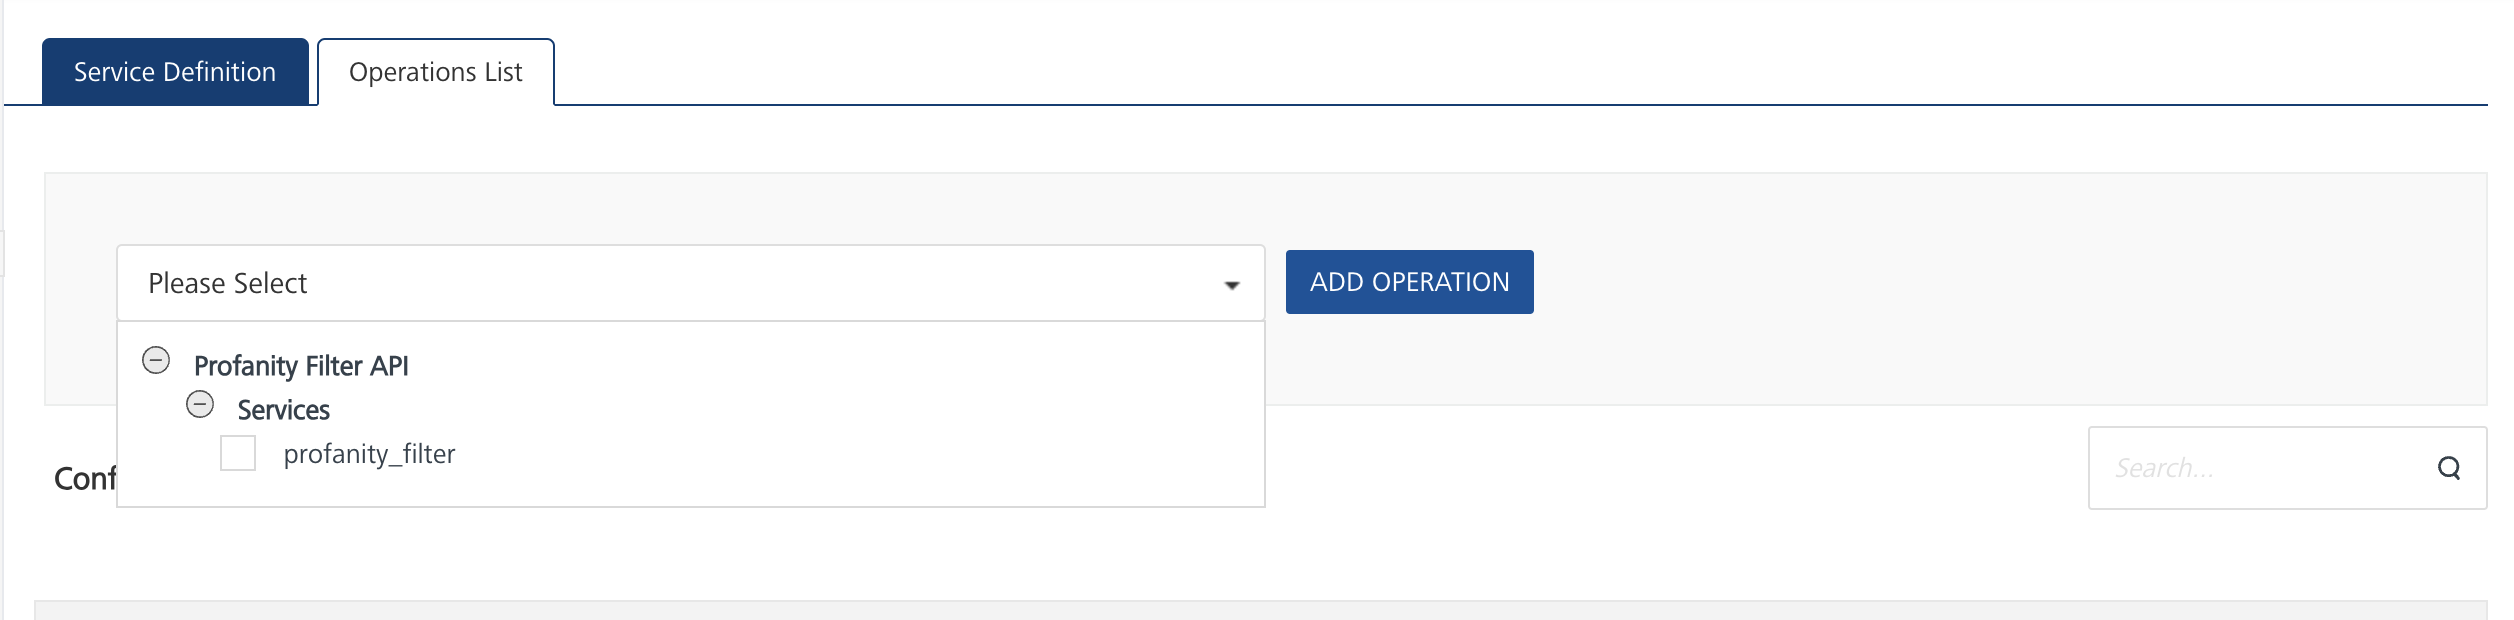 Service Definition
Operations List
Please Select
ADD OPERATION
Profanity Filter API
Services
profanity_filter
Conf
Search...